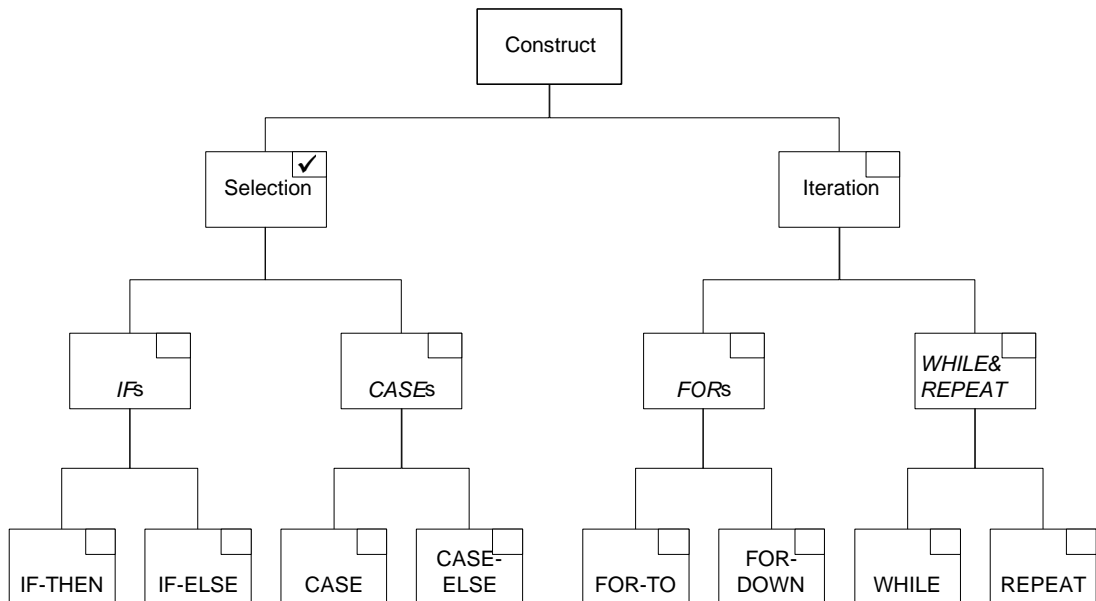 Construct
Selection
Iteration
IFs
CASEs
FORs
WHILE&
REPEAT
IF-THEN
IF-ELSE
CASE
CASE-
ELSE
FOR-TO
FOR-
DOWN
WHILE
REPEAT